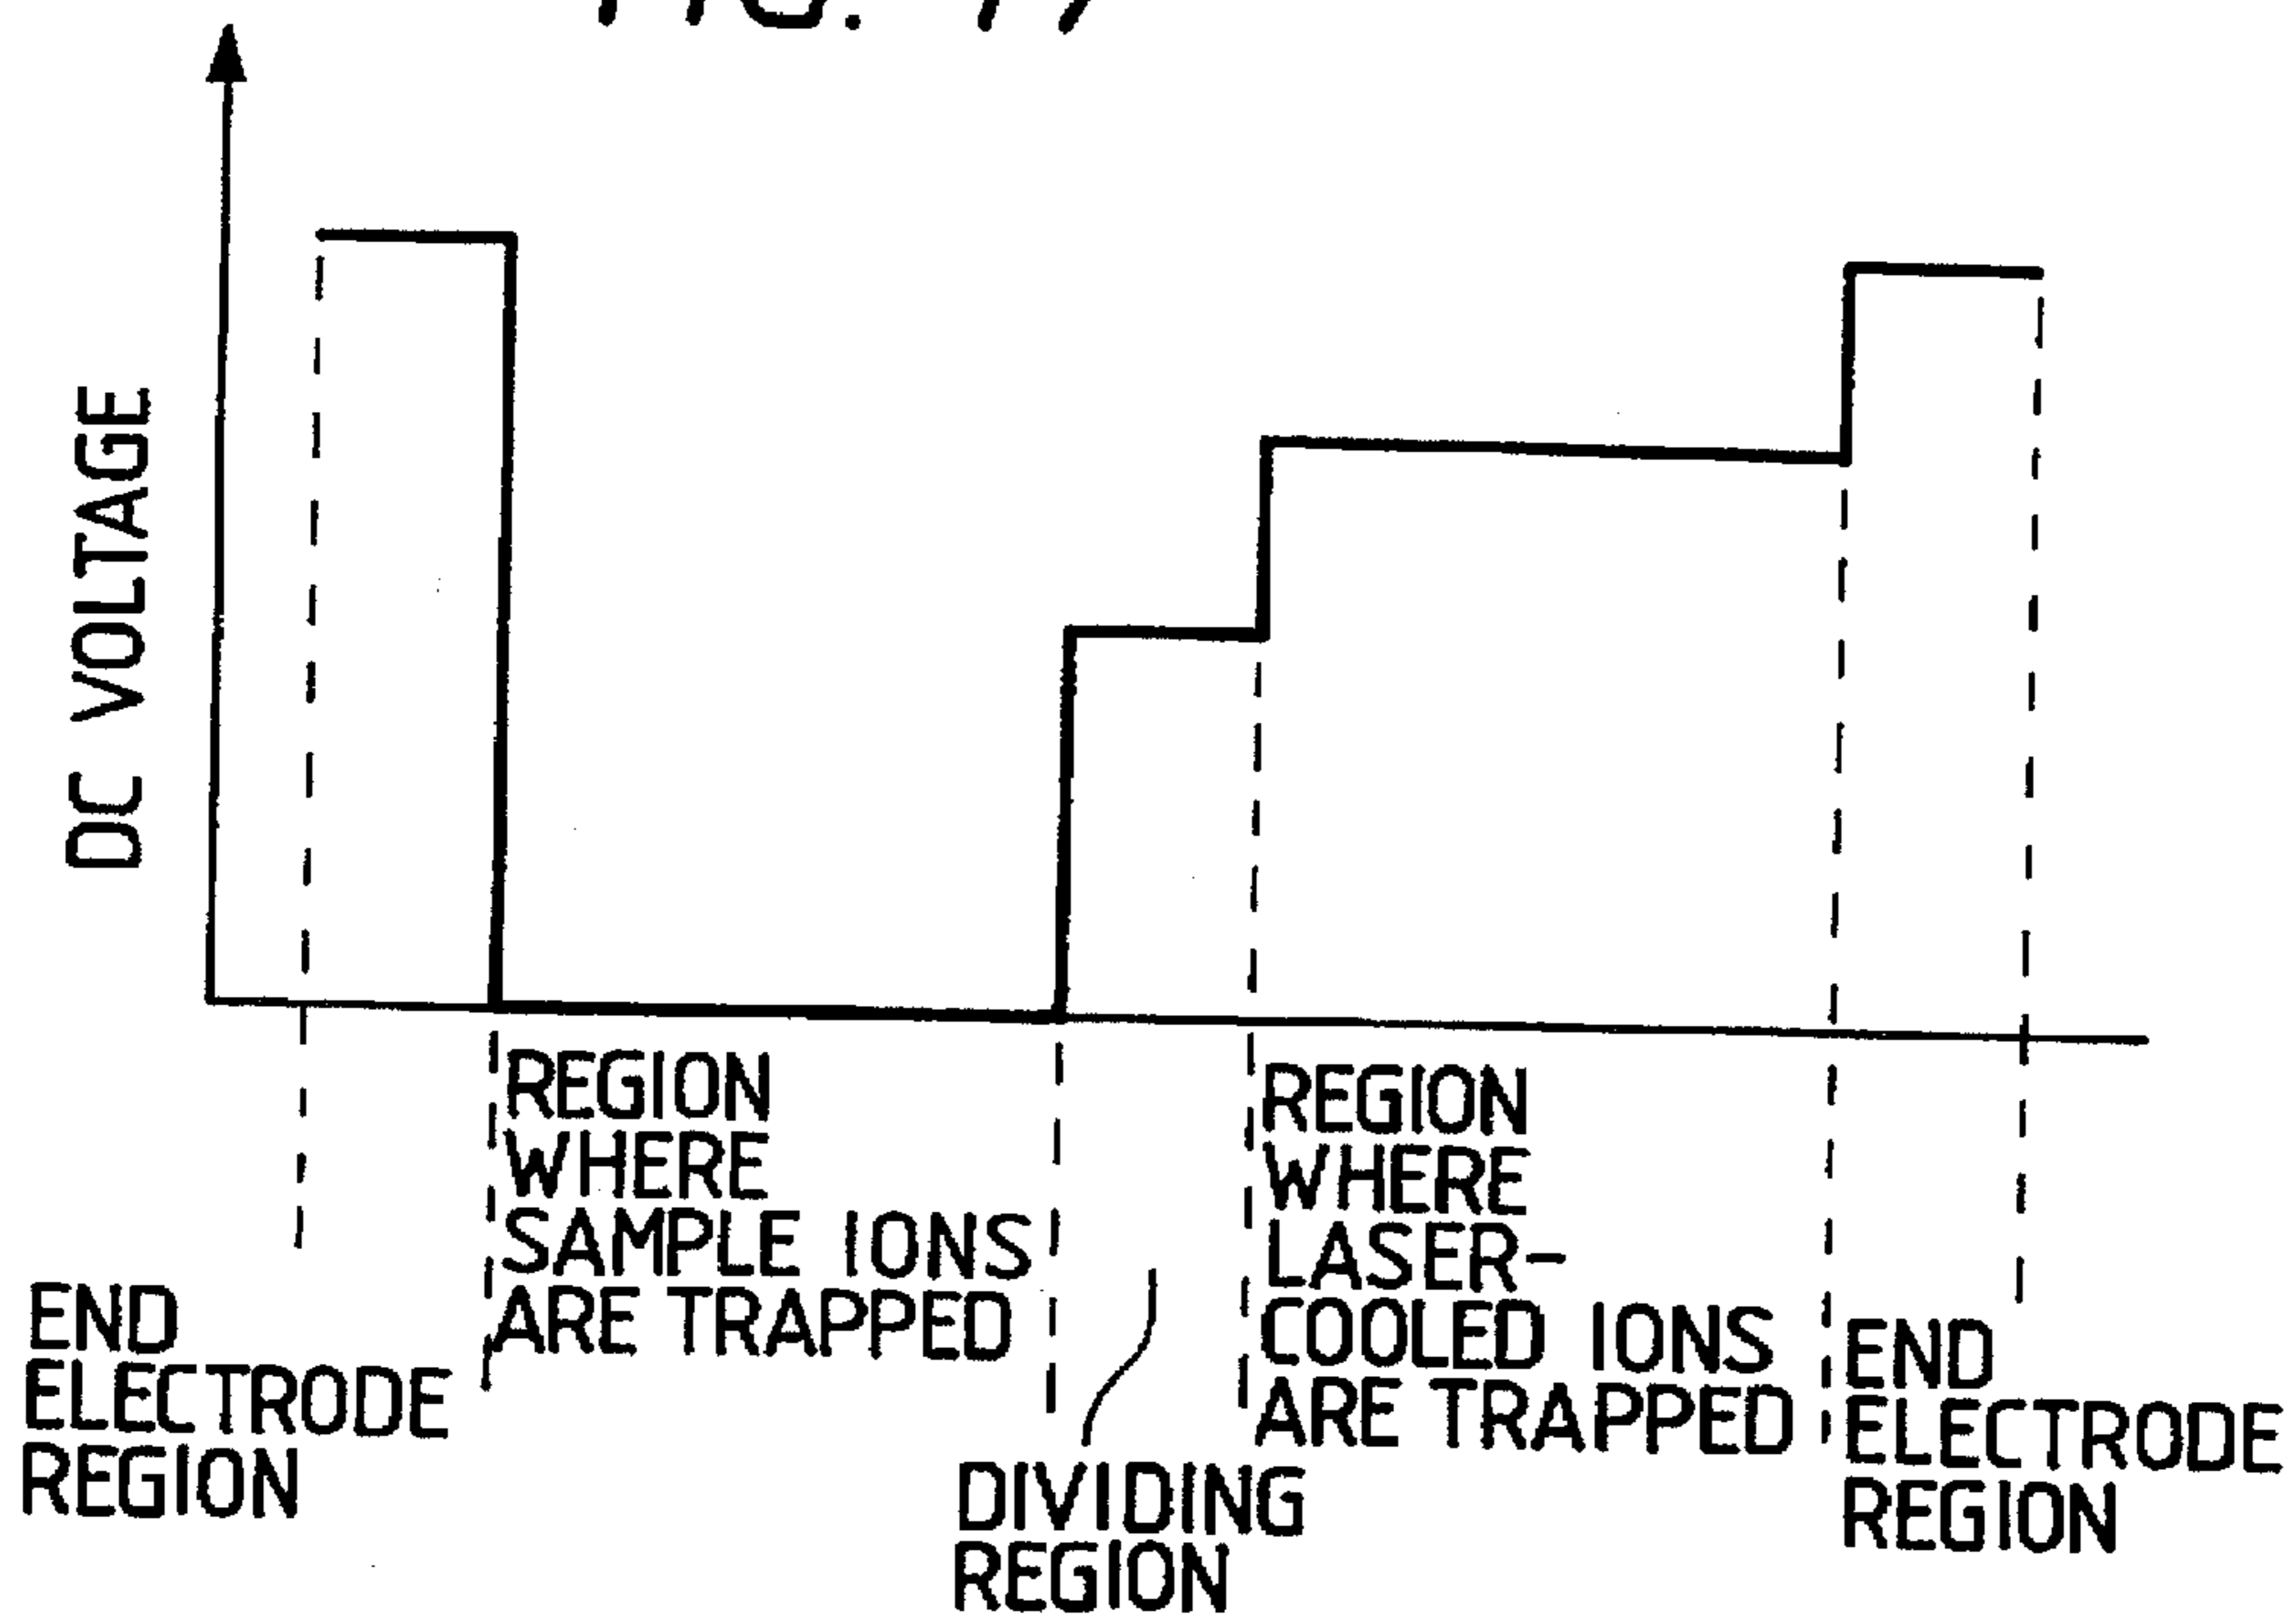 DC VOLTAGE
END
ELECTRODE
REGION
REGION
WHERE
SAMPLE IONS
ARE TRAPPED
DIVIDING
REGION
REGION
WHERE
LASER-
COOLED IONS
ARE TRAPPED
END
ELECTRODE
REGION